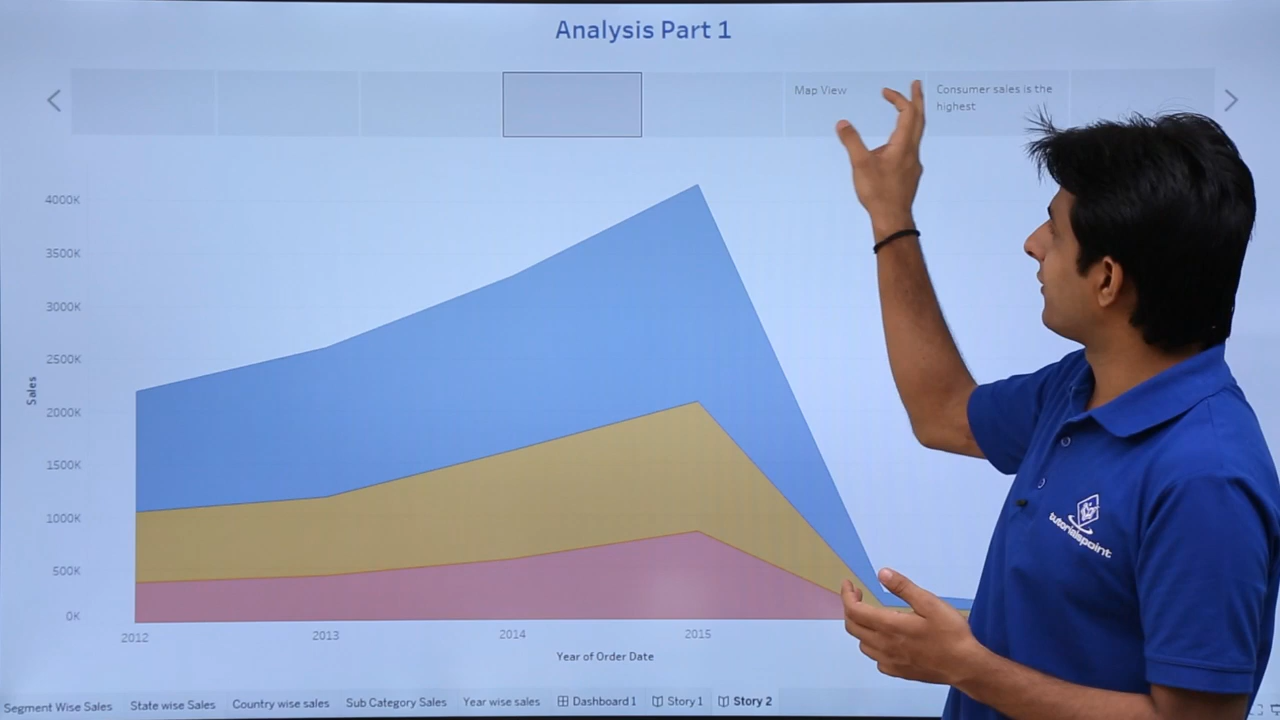 Analysis Part 1
Map View
Consumer sales is the
highest
4000K
3500K
3000K
2500K
2000K
1500K
1000K
500K
0K
Sales
2012
2013
2014
2015
Year of Order Date
tutorialspoint
Segment Wise Sales
State wise Sales
Country wise sales
Sub Category Sales
Year wise sales
Dashboard 1
Story 1
Story 2